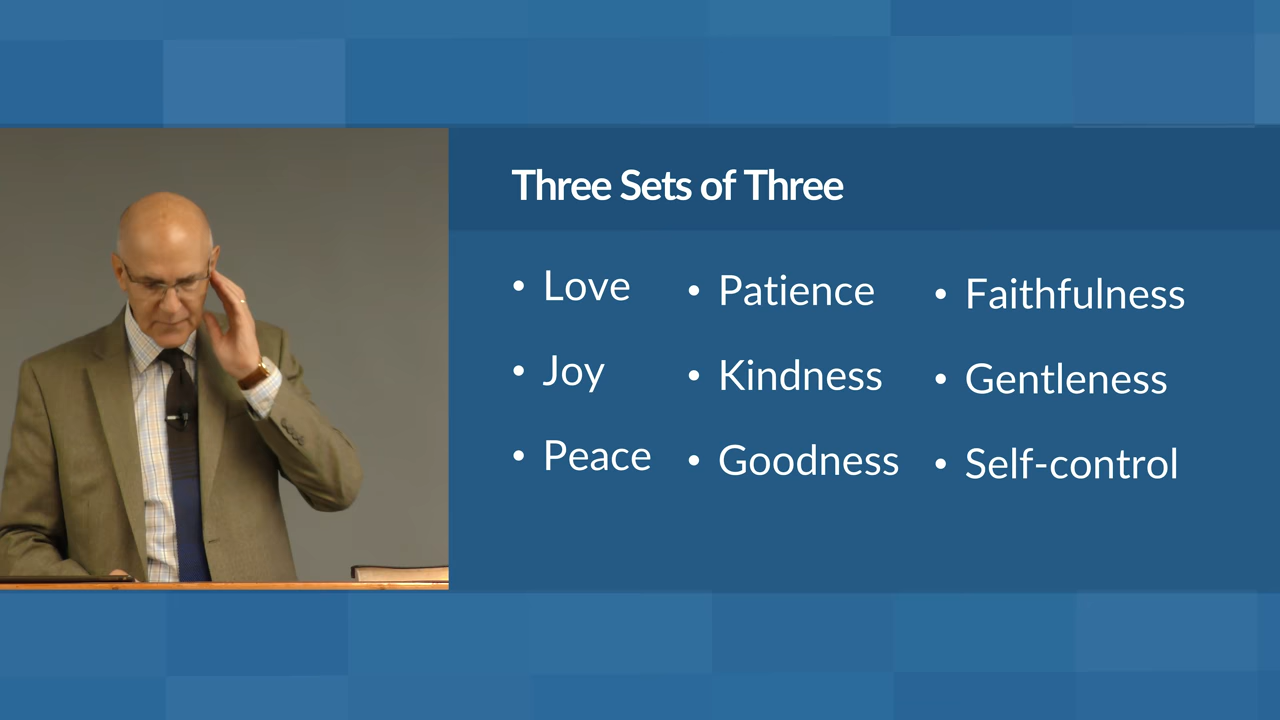 Three Sets of Three
• Love
• Joy
• Peace
• Patience
• Kindness
• Goodness
• Faithfulness
• Gentleness
• Self-control